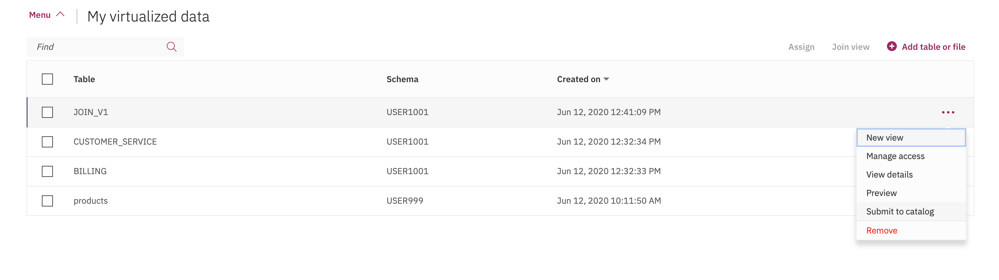 Menu My virtualized data
Find
Assign Join view Add table or file
Table Schema Created on
JOIN_V1 USER1001 Jun 12, 2020 12:41:09 PM
CUSTOMER_SERVICE USER1001 Jun 12, 2020 12:32:34 PM
BILLING USER1001 Jun 12, 2020 12:32:33 PM
products USER999 Jun 12, 2020 10:11:50 AM
New view
Manage access
View details
Preview
Submit to catalog
Remove